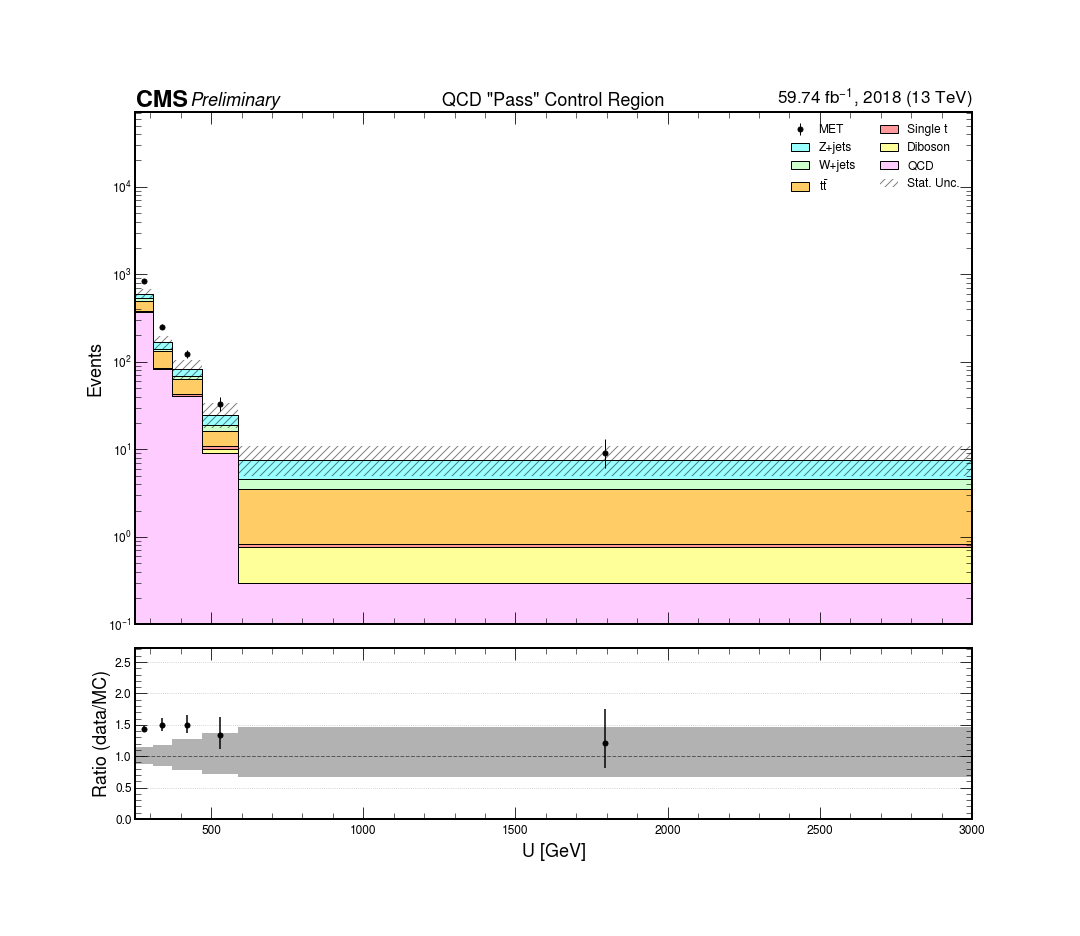 CMS Preliminary QCD "Pass" Control Region 59.74 fb⁻¹, 2018 (13 TeV)
MET Single t
Z+jets Diboson
W+jets QCD
tt̄ Stat. Unc.
Events
10⁴
10³
10²
10¹
10⁰
10⁻¹
Ratio (data/MC)
2.5
2.0
1.5
1.0
0.5
0.0
500 1000 1500 2000 2500 3000
U [GeV]